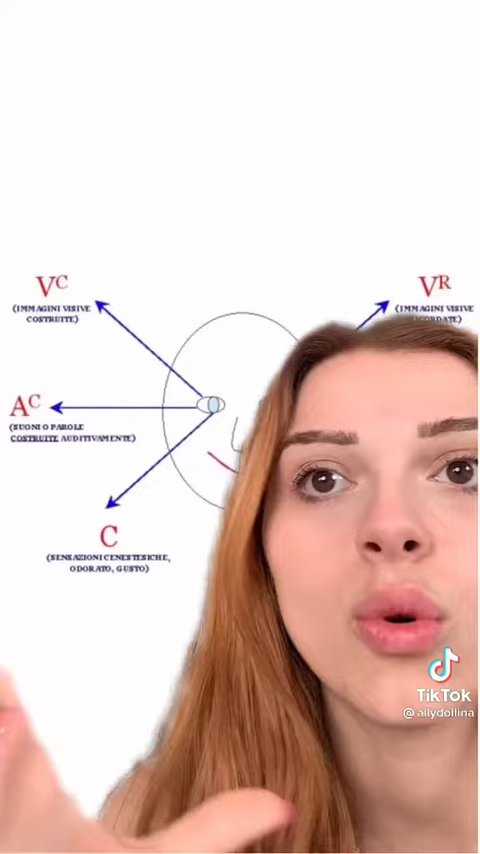 V^C
(IMMAGINI VISIVE
COSTRUITE)
V^R
(IMMAGINI VISIVE
A^C
(SUONI O PAROLE
COSTRUITE AUDITIVAMENTE)
C
(SENSAZIONI CENESTESICHE,
ODORATO, GUSTO)
TikTok
@allydollina